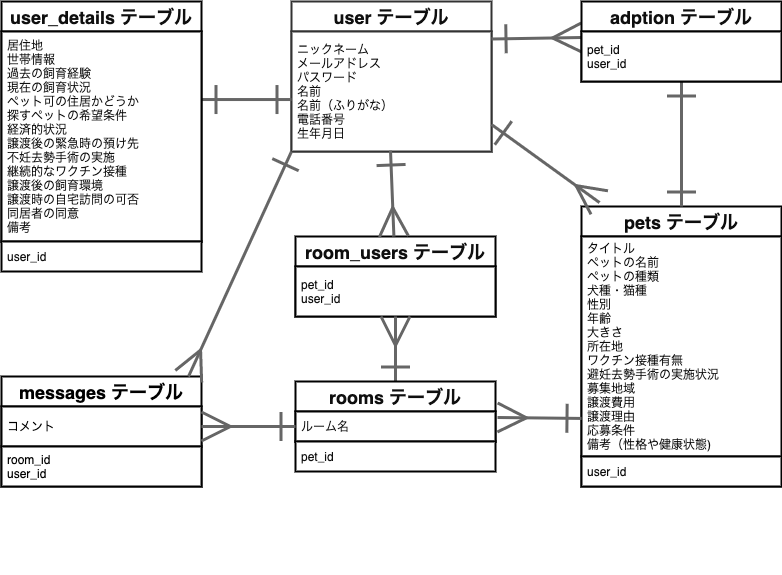 user_details テーブル
居住地
世帯情報
過去の飼育経験
現在の飼育状況
ペット可の住居かどうか
探すペットの希望条件
経済的状況
譲渡後の緊急時の預け先
不妊去勢手術の実施
継続的なワクチン接種
譲渡後の飼育環境
譲渡時の自宅訪問の可否
同居者の同意
備考
user_id
user テーブル
ニックネーム
メールアドレス
パスワード
名前
名前（ふりがな）
電話番号
生年月日
adption テーブル
pet_id
user_id
room_users テーブル
pet_id
user_id
pets テーブル
タイトル
ペットの名前
ペットの種類
犬種・猫種
性別
年齢
大きさ
所在地
ワクチン接種有無
避妊去勢手術の実施状況
募集地域
譲渡費用
譲渡理由
応募条件
備考（性格や健康状態)
user_id
messages テーブル
コメント
room_id
user_id
rooms テーブル
ルーム名
pet_id